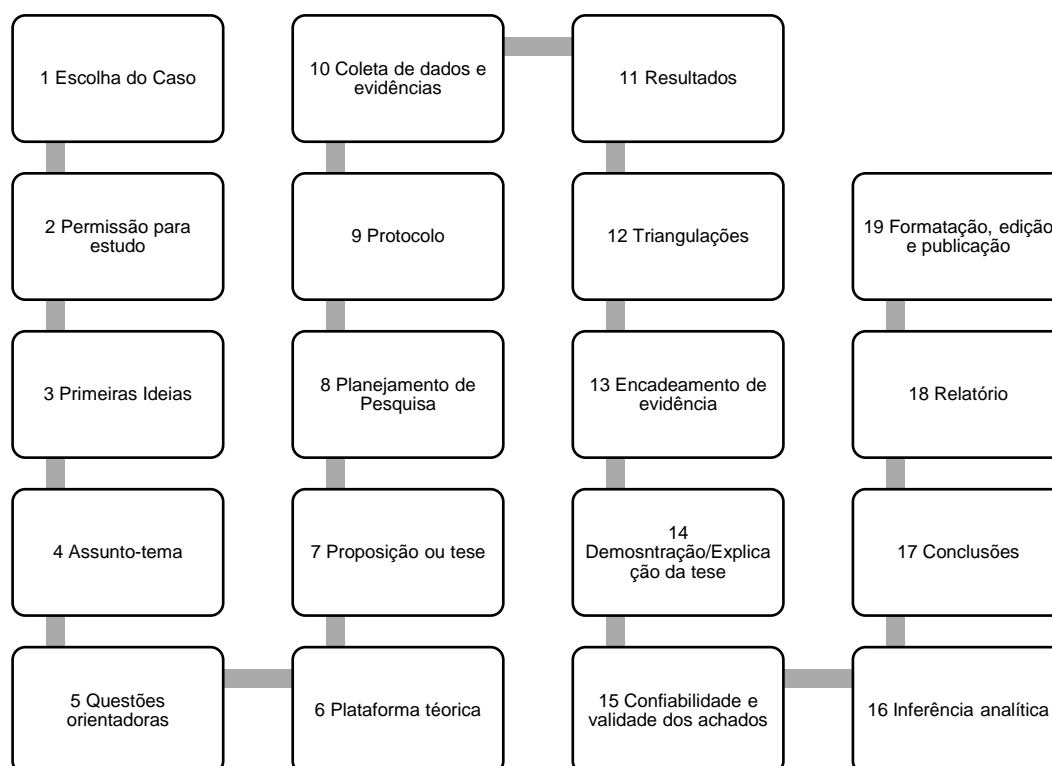 1 Escolha do Caso
2 Permissão para
estudo
3 Primeiras Ideias
4 Assunto-tema
5 Questões
orientadoras
6 Plataforma téorica
7 Proposição ou tese
8 Planejamento de
Pesquisa
9 Protocolo
10 Coleta de dados e
evidências
11 Resultados
12 Triangulações
13 Encadeamento de
evidência
14
Demosntração/Explica
ção da tese
15 Confiabilidade e
validade dos achados
16 Inferência analítica
17 Conclusões
18 Relatório
19 Formatação, edição
e publicação